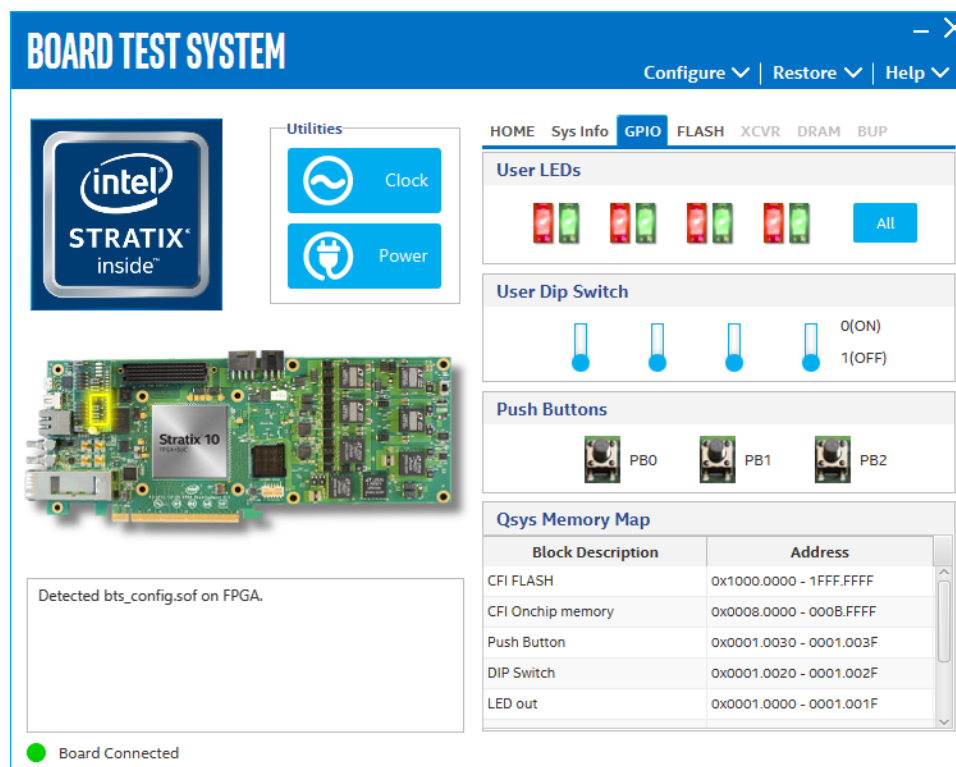 BOARD TEST SYSTEM
Configure | Restore | Help
intel
STRATIX
inside™
Utilities
Clock
Power
HOME Sys Info GPIO FLASH XCVR DRAM BUP
User LEDs
All
User Dip Switch
0(ON)
1(OFF)
Push Buttons
PB0 PB1 PB2
Stratix 10
Qsys Memory Map
Block Description Address
CFI FLASH 0x1000.0000 - 1FFF.FFFF
CFI Onchip memory 0x0008.0000 - 000B.FFFF
Push Button 0x0001.0030 - 0001.003F
DIP Switch 0x0001.0020 - 0001.002F
LED out 0x0001.0000 - 0001.001F
Detected bts_config.sof on FPGA.
Board Connected